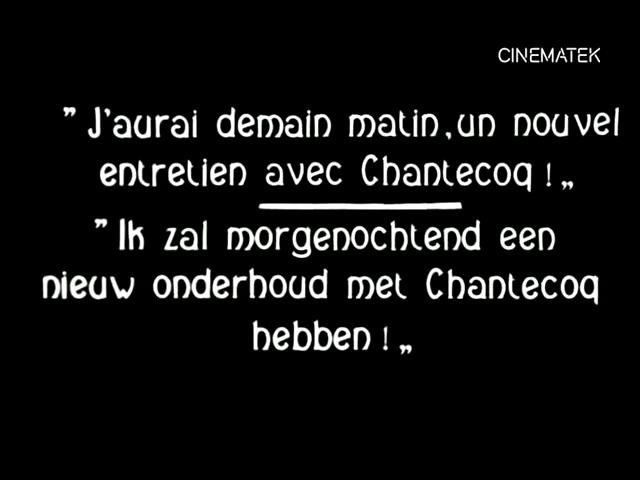 CINEMATEK
”J'aurai demain matin,un nouvel
entretien avec Chantecoq !„
”Ik zal morgenochtend een
nieuw onderhoud met Chantecoq
hebben !„